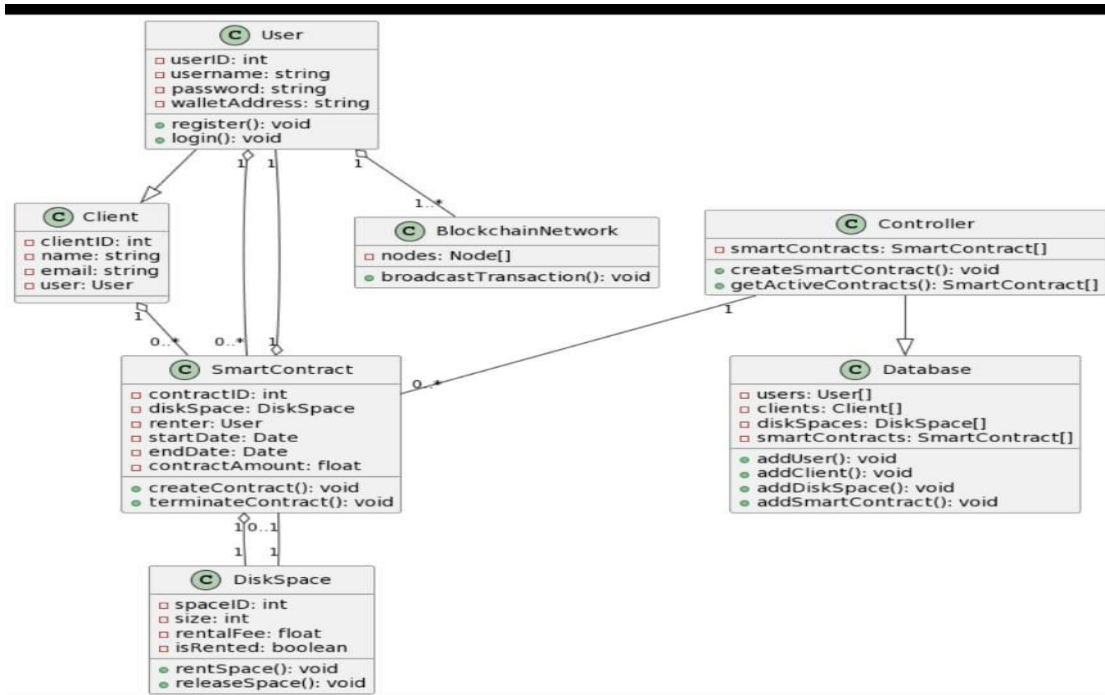 C User
userID: int
username: string
password: string
walletAddress: string
register(): void
login(): void
1
1
1
1..*
C Client
clientID: int
name: string
email: string
user: User
1
0..*
0..*
1
C BlockchainNetwork
nodes: Node[]
broadcastTransaction(): void
C Controller
smartContracts: SmartContract[]
createSmartContract(): void
getActiveContracts(): SmartContract[]
1
0..*
C SmartContract
contractID: int
diskSpace: DiskSpace
renter: User
startDate: Date
endDate: Date
contractAmount: float
createContract(): void
terminateContract(): void
1
0..1
1
1
C Database
users: User[]
clients: Client[]
diskSpaces: DiskSpace[]
smartContracts: SmartContract[]
addUser(): void
addClient(): void
addDiskSpace(): void
addSmartContract(): void
C DiskSpace
spaceID: int
size: int
rentalFee: float
isRented: boolean
rentSpace(): void
releaseSpace(): void